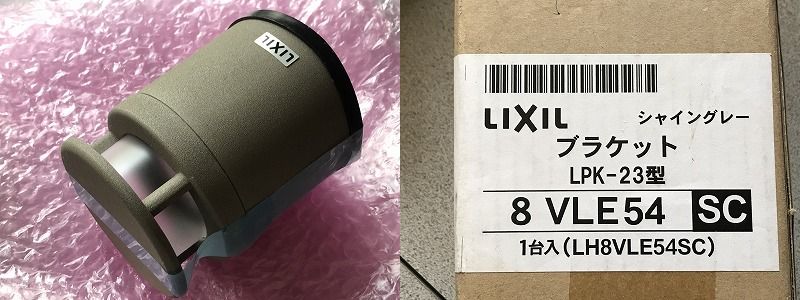 LIXIL
LIXIL シャイングレー
ブラケット
LPK-23型
8 VLE54 SC
1台入(LH8VLE54SC)